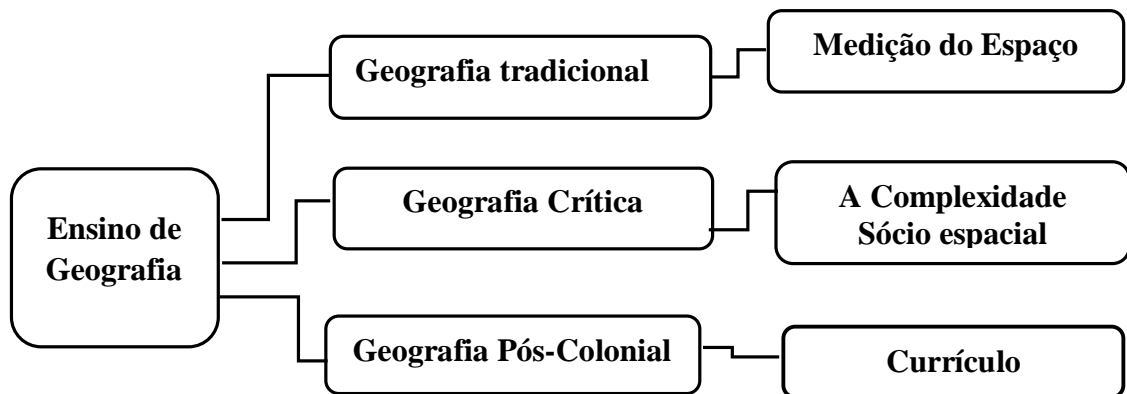 Ensino de
Geografia
Geografia tradicional
Medição do Espaço
Geografia Crítica
A Complexidade
Sócio espacial
Geografia Pós-Colonial
Currículo